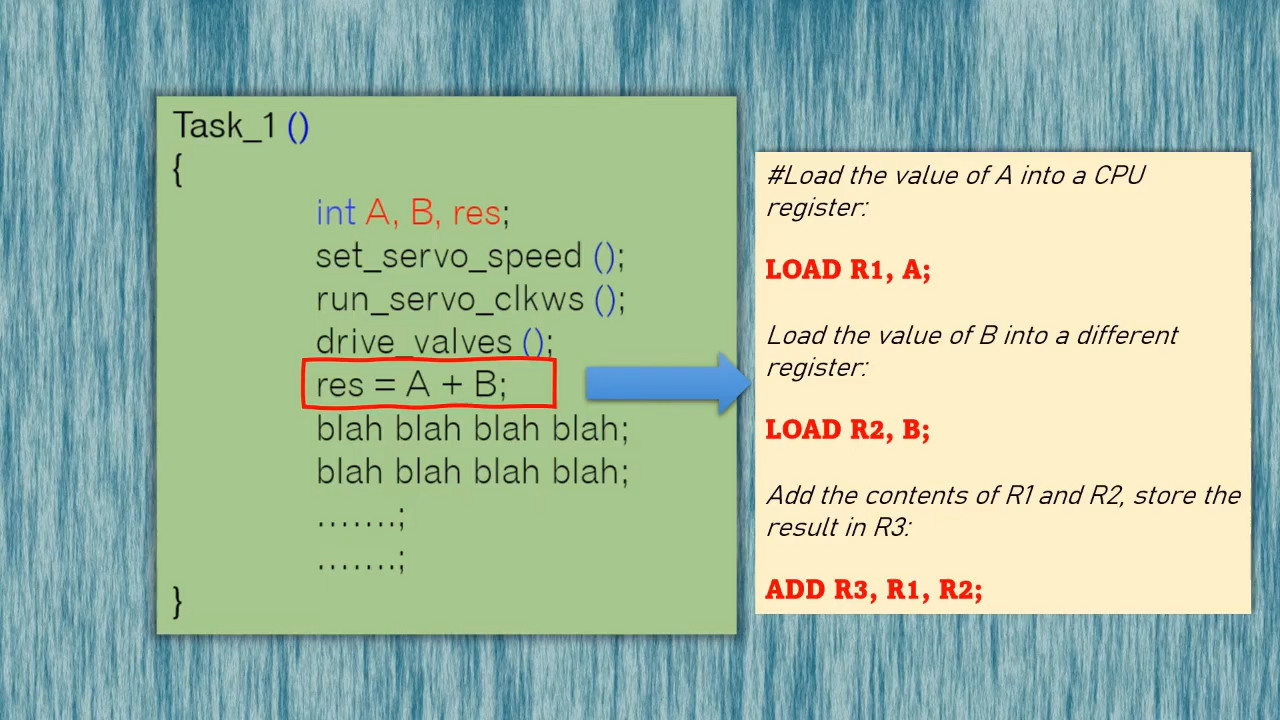 Task_1 ()
{
int A, B, res;
set_servo_speed ();
run_servo_clkws ();
drive_valves ();
res = A + B;
blah blah blah blah;
blah blah blah blah;
.......;
.......;
}
#Load the value of A into a CPU
register:
LOAD R1, A;
Load the value of B into a different
register:
LOAD R2, B;
Add the contents of R1 and R2, store the
result in R3:
ADD R3, R1, R2;